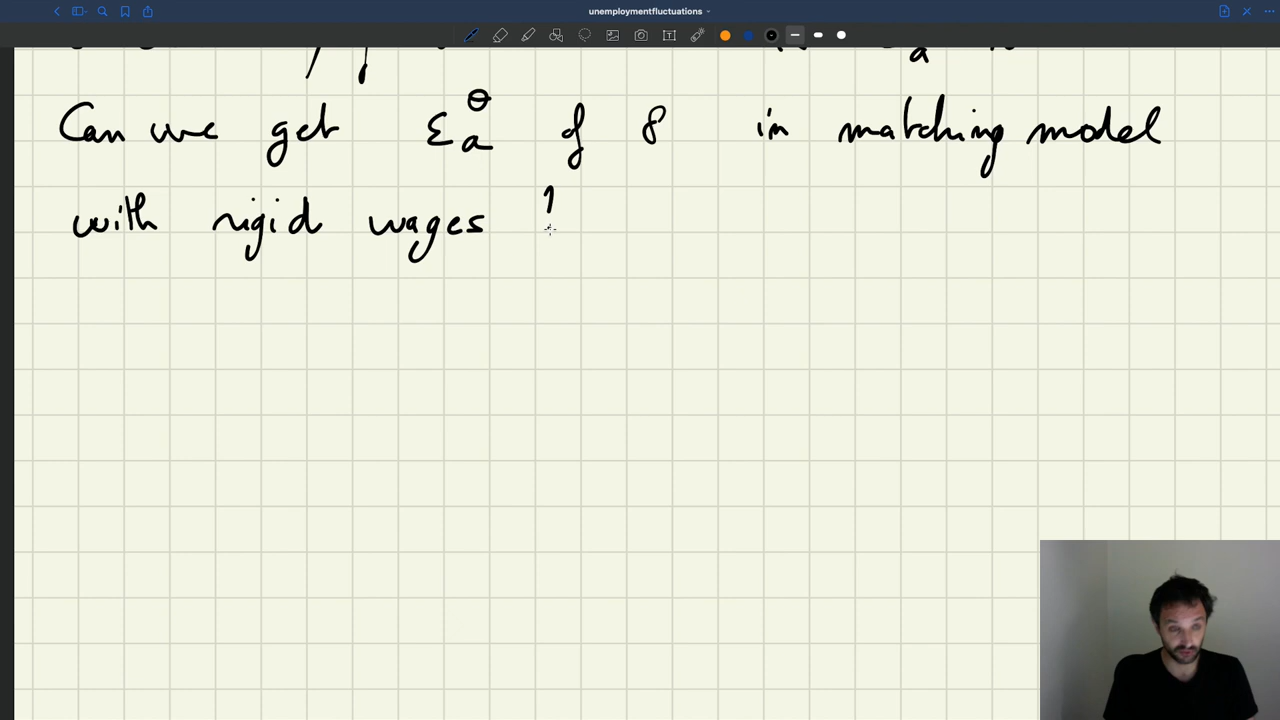 unemploymentfluctuations
Can we get ε_a^θ of 8 in matching model
with rigid wages ?